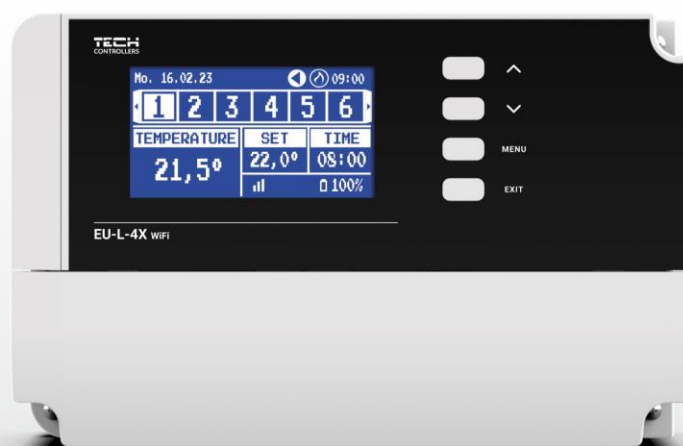 TECH
CONTROLLERS
Mo. 16.02.23 09:00
1 2 3 4 5 6
TEMPERATURE SET TIME
21,5° 22,0° 08:00
100%
MENU
EXIT
EU-L-4X WiFi